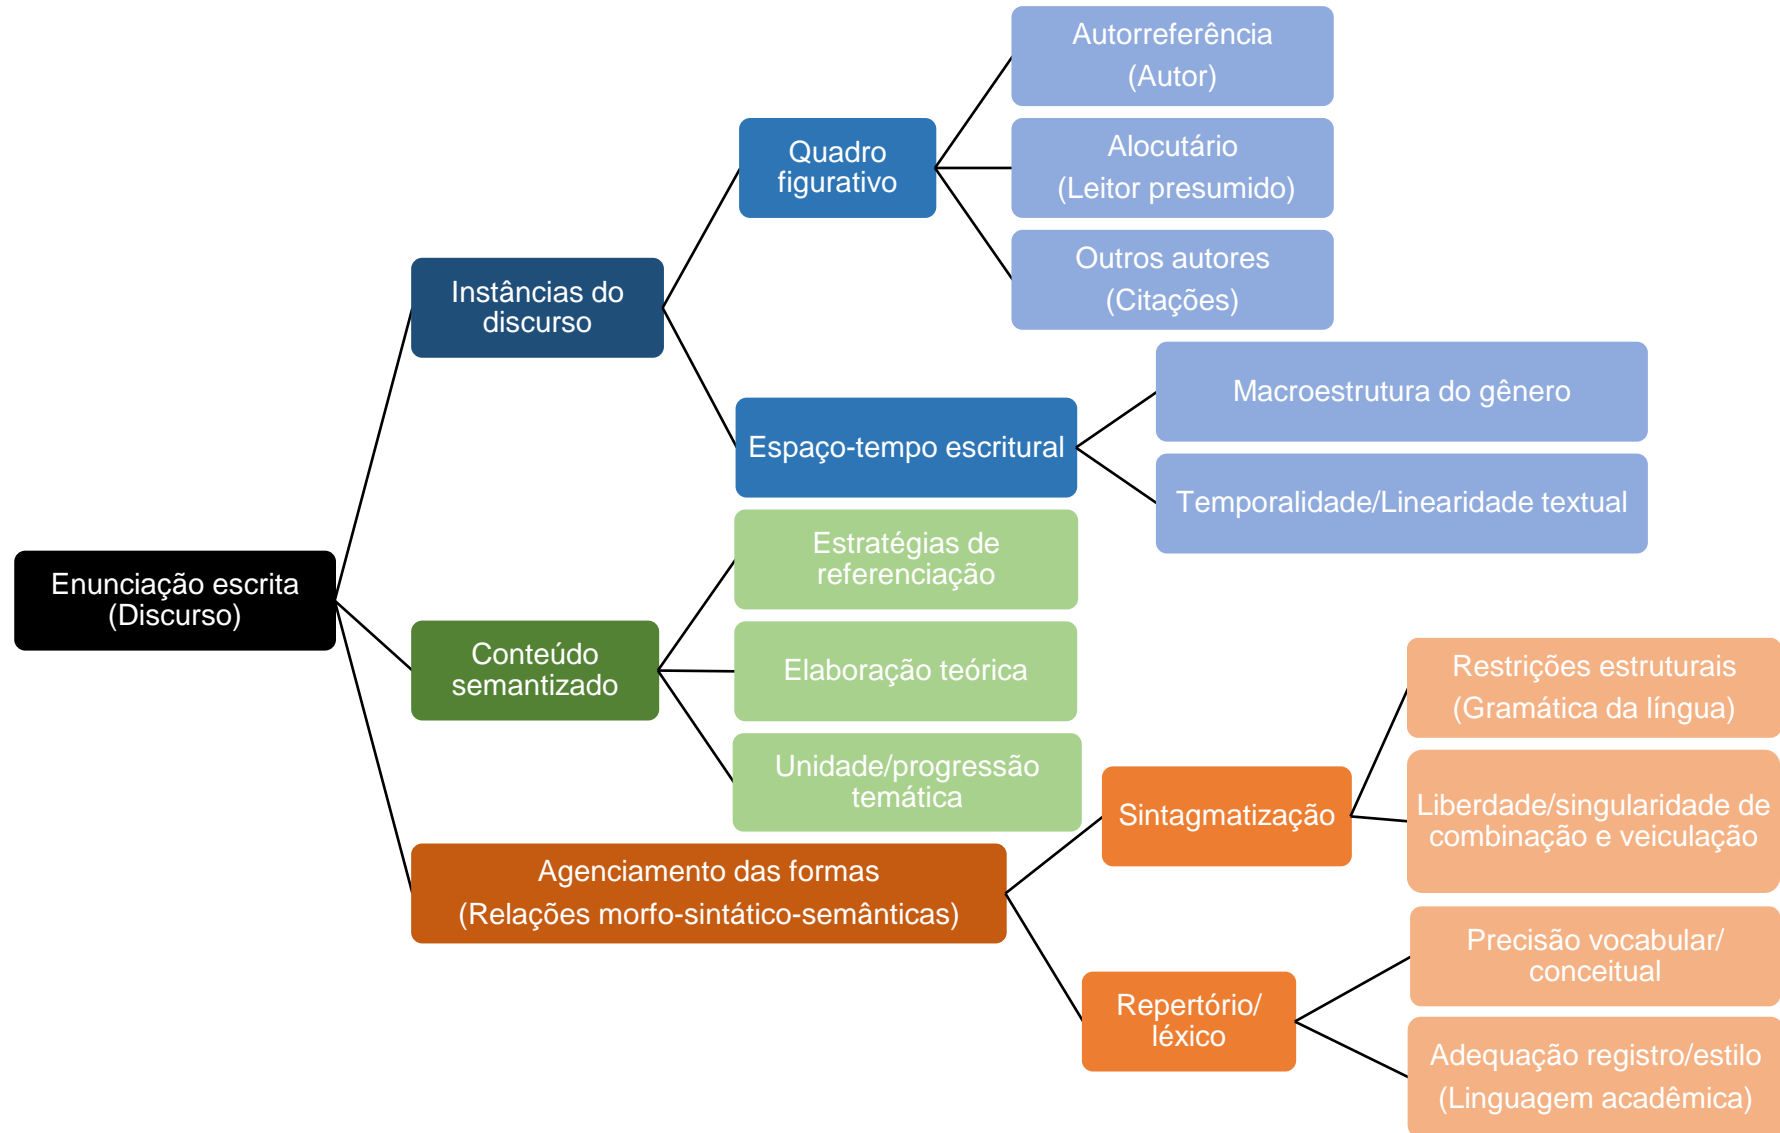 Autorreferência
(Autor)
Quadro
figurativo
Alocutário
(Leitor presumido)
Outros autores
(Citações)
Instâncias do
discurso
Macroestrutura do gênero
Espaço-tempo escritural
Temporalidade/Linearidade textual
Enunciação escrita
(Discurso)
Estratégias de
referenciação
Conteúdo
semantizado
Elaboração teórica
Unidade/progressão
temática
Restrições estruturais
(Gramática da língua)
Sintagmatização
Liberdade/singularidade de
combinação e veiculação
Agenciamento das formas
(Relações morfo-sintático-semânticas)
Precisão vocabular/
conceitual
Repertório/
léxico
Adequação registro/estilo
(Linguagem acadêmica)